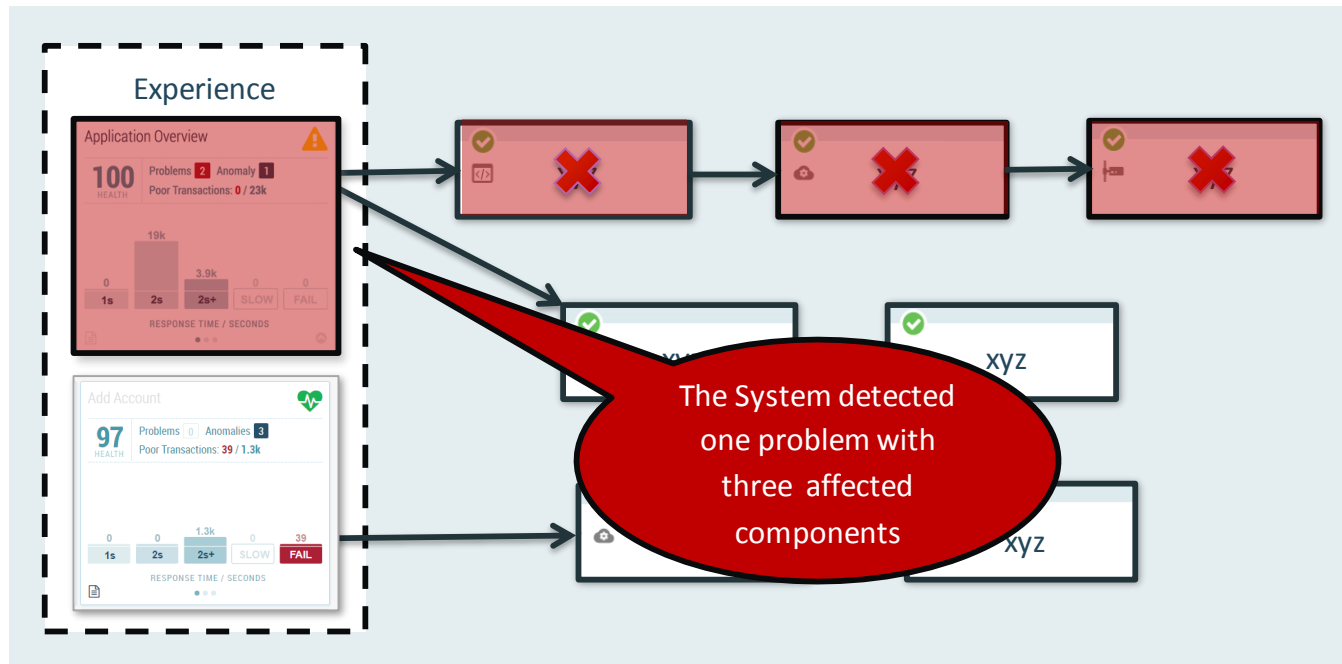 Experience
Application Overview
100
HEALTH
Problems 2 Anomaly 1
Poor Transactions: 0 / 23k
19k
0 3.9k 0 0
1s 2s 2s+ SLOW FAIL
RESPONSE TIME / SECONDS
</>
Add Account
97
HEALTH
Problems 0 Anomalies 3
Poor Transactions: 39 / 1.3k
0 0 1.3k 0 39
1s 2s 2s+ SLOW FAIL
RESPONSE TIME / SECONDS
xyz
The System detected
one problem with
three affected
components
xyz